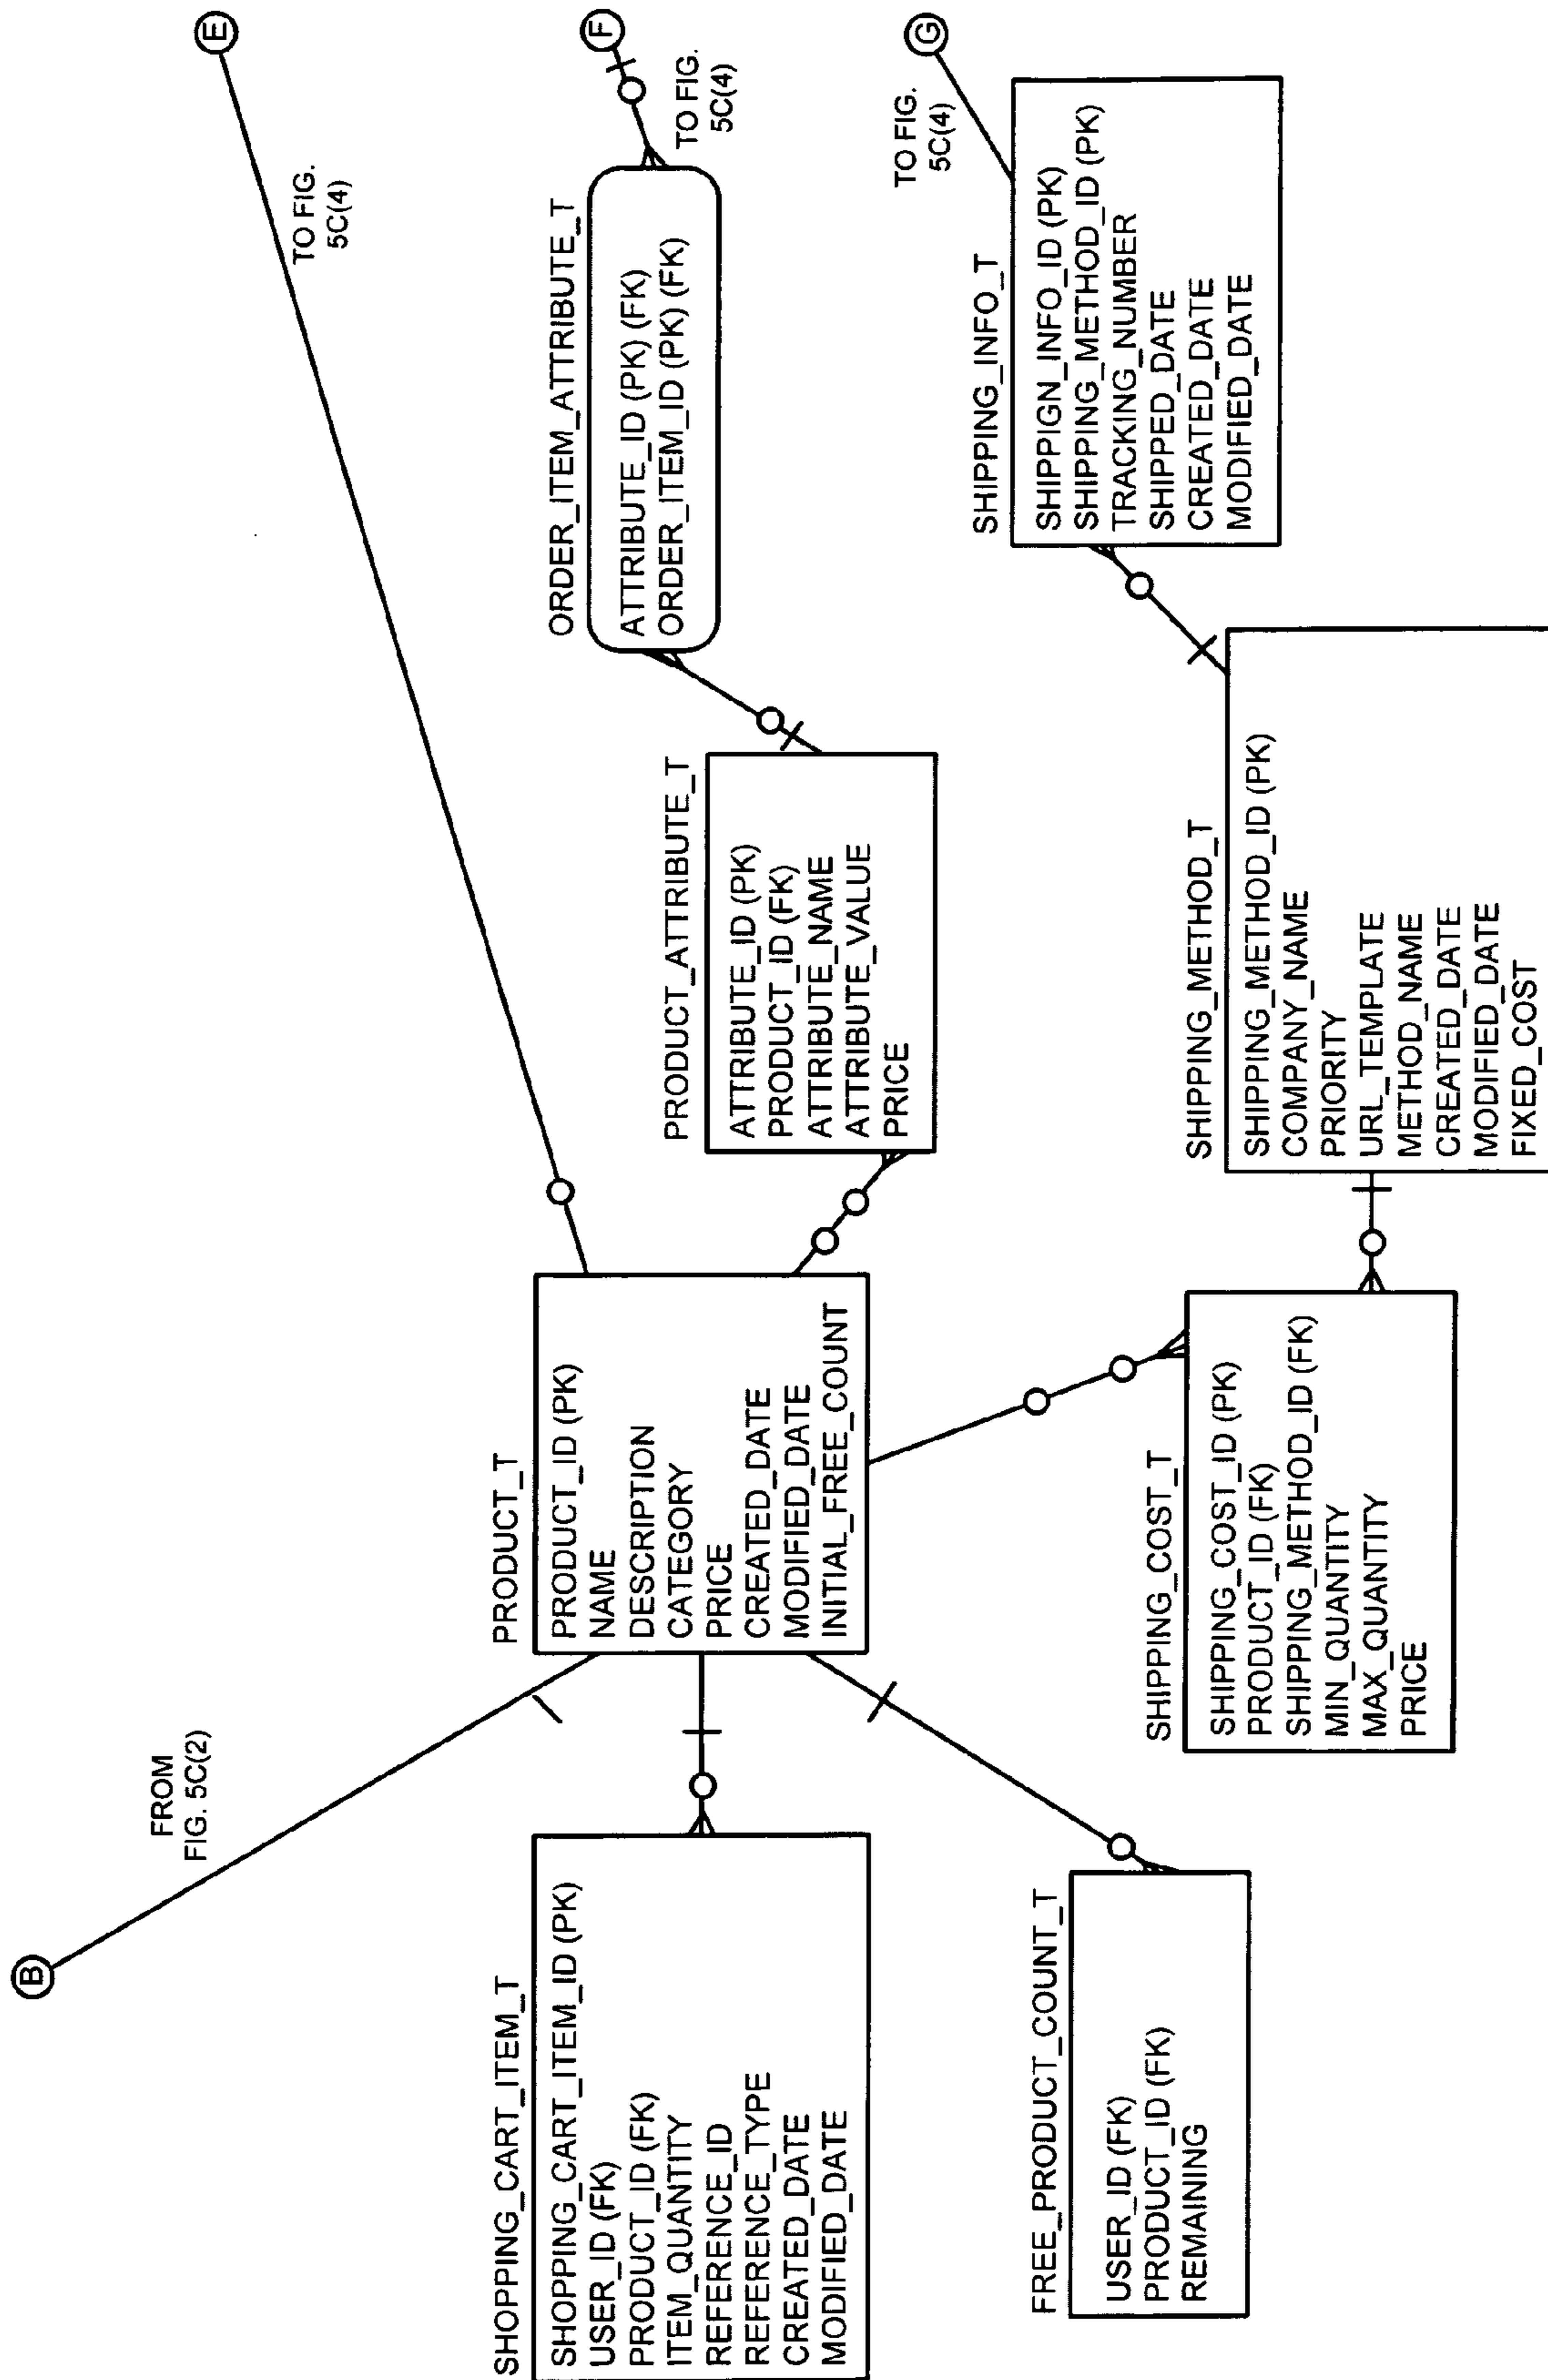 B
FROM
FIG. 5C(2)
E
TO FIG.
5C(4)
SHOPPING_CART_ITEM_T
SHOPPING_CART_ITEM_ID (PK)
USER_ID (FK)
PRODUCT_ID (FK)
ITEM_QUANTITY
REFERENCE_ID
REFERENCE_TYPE
CREATED_DATE
MODIFIED_DATE
PRODUCT_T
PRODUCT_ID (PK)
NAME
DESCRIPTION
CATEGORY
PRICE
CREATED_DATE
MODIFIED_DATE
INITIAL_FREE_COUNT
ORDER_ITEM_ATTRIBUTE_T
ATTRIBUTE_ID (PK) (FK)
ORDER_ITEM_ID (PK) (FK)
F
TO FIG.
5C(4)
PRODUCT_ATTRIBUTE_T
ATTRIBUTE_ID (PK)
PRODUCT_ID (FK)
ATTRIBUTE_NAME
ATTRIBUTE_VALUE
PRICE
FREE_PRODUCT_COUNT_T
USER_ID (FK)
PRODUCT_ID (FK)
REMAINING
SHIPPING_COST_T
SHIPPING_COST_ID (PK)
PRODUCT_ID (FK)
SHIPPING_METHOD_ID (FK)
MIN_QUANTITY
MAX_QUANTITY
PRICE
SHIPPING_METHOD_T
SHIPPING_METHOD_ID (PK)
COMPANY_NAME
PRIORITY
URL_TEMPLATE
METHOD_NAME
CREATED_DATE
MODIFIED_DATE
FIXED_COST
G
TO FIG.
5C(4)
SHIPPING_INFO_T
SHIPPIGN_INFO_ID (PK)
SHIPPING_METHOD_ID (PK)
TRACKING_NUMBER
SHIPPED_DATE
CREATED_DATE
MODIFIED_DATE